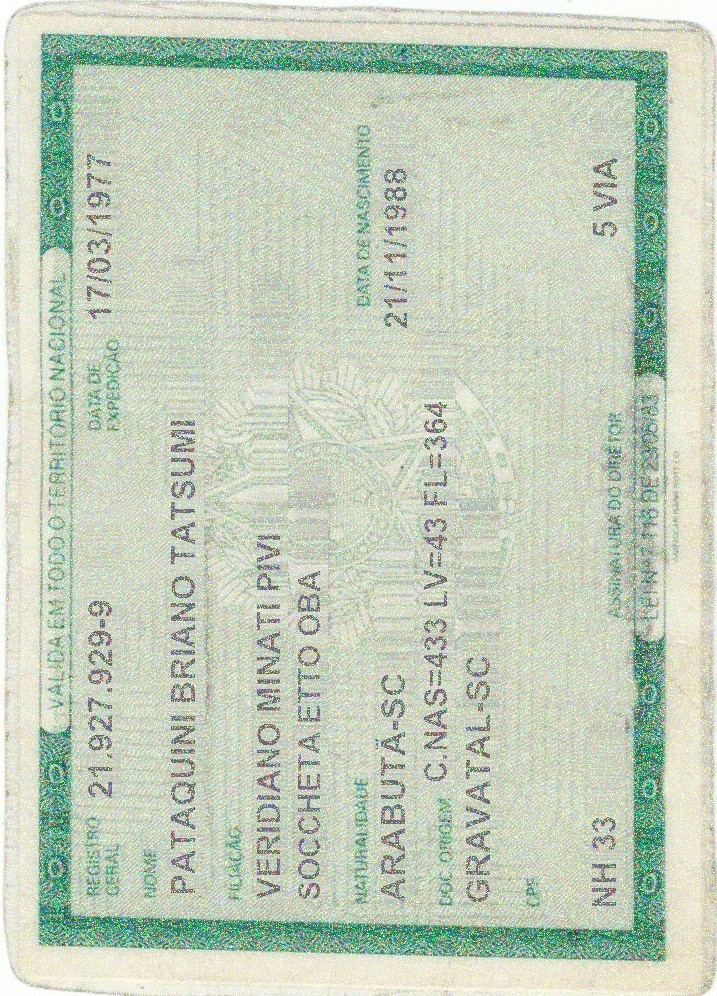 VÁLIDA EM TODO O TERRITÓRIO NACIONAL
REGISTRO GERAL 21.927.929-9 DATA DE EXPEDIÇÃO 17/03/1977
NOME
PATAQUINI BRIANO TATSUMI
FILIAÇÃO
VERIDIANO MINATI PIVI
SOCCHETA ETTO OBA
NATURALIDADE DATA DE NASCIMENTO
ARABUTÃ-SC 21/11/1988
DOC ORIGEM C.NAS=433 LV=43 FL=364
GRAVATAL-SC
CPF
NH 33 5 VIA
ASSINATURA DO DIRETOR
LEI Nº 7.116 DE 29/08/83